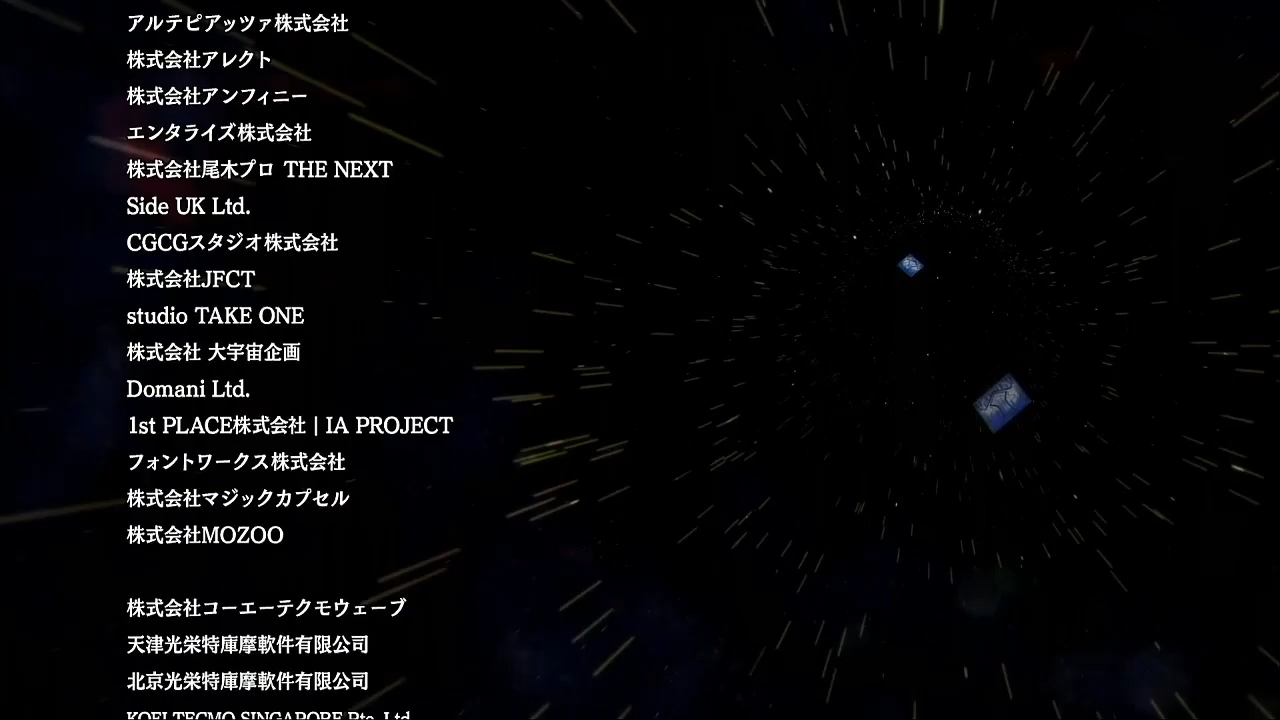 アルテピアッツァ株式会社
株式会社アレクト
株式会社アンフィニー
エンタライズ株式会社
株式会社尾木プロ THE NEXT
Side UK Ltd.
CGCGスタジオ株式会社
株式会社JFCT
studio TAKE ONE
株式会社 大宇宙企画
Domani Ltd.
1st PLACE株式会社 | IA PROJECT
フォントワークス株式会社
株式会社マジックカプセル
株式会社MOZOO
株式会社コーエーテクモウェーブ
天津光栄特庫摩軟件有限公司
北京光栄特庫摩軟件有限公司
KOEI TECMO SINGAPORE Pte. Ltd.